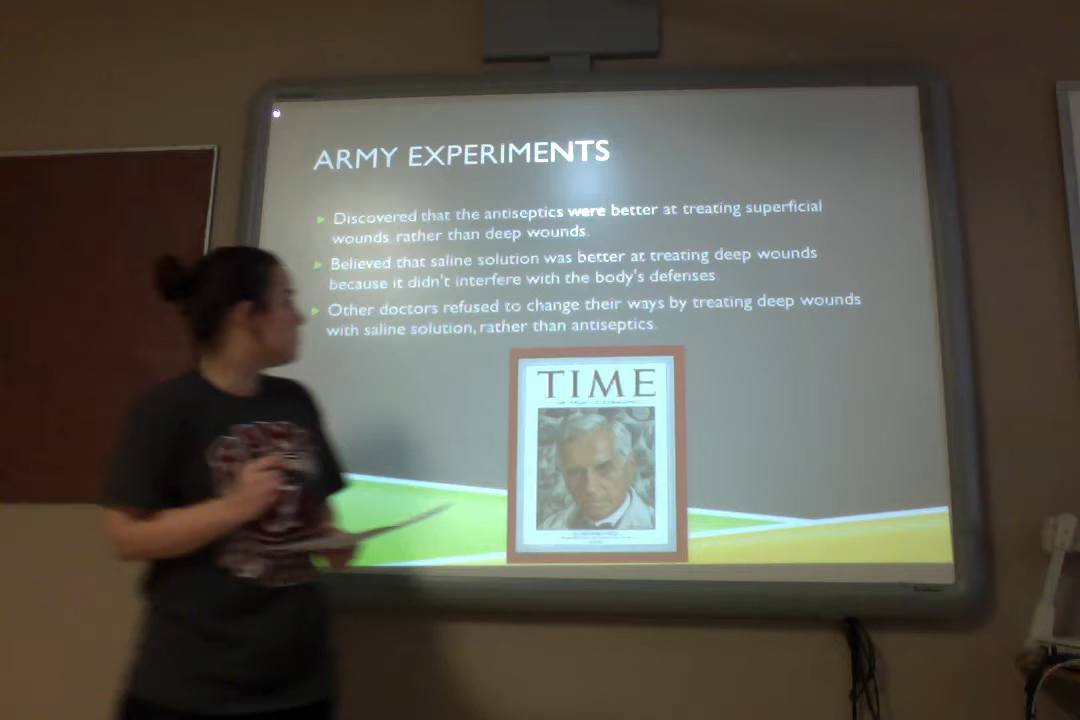 ARMY EXPERIMENTS
Discovered that the antiseptics were better at treating superficial
wounds rather than deep wounds.
Believed that saline solution was better at treating deep wounds
because it didn't interfere with the body's defenses
Other doctors refused to change their ways by treating deep wounds
with saline solution, rather than antiseptics.
TIME